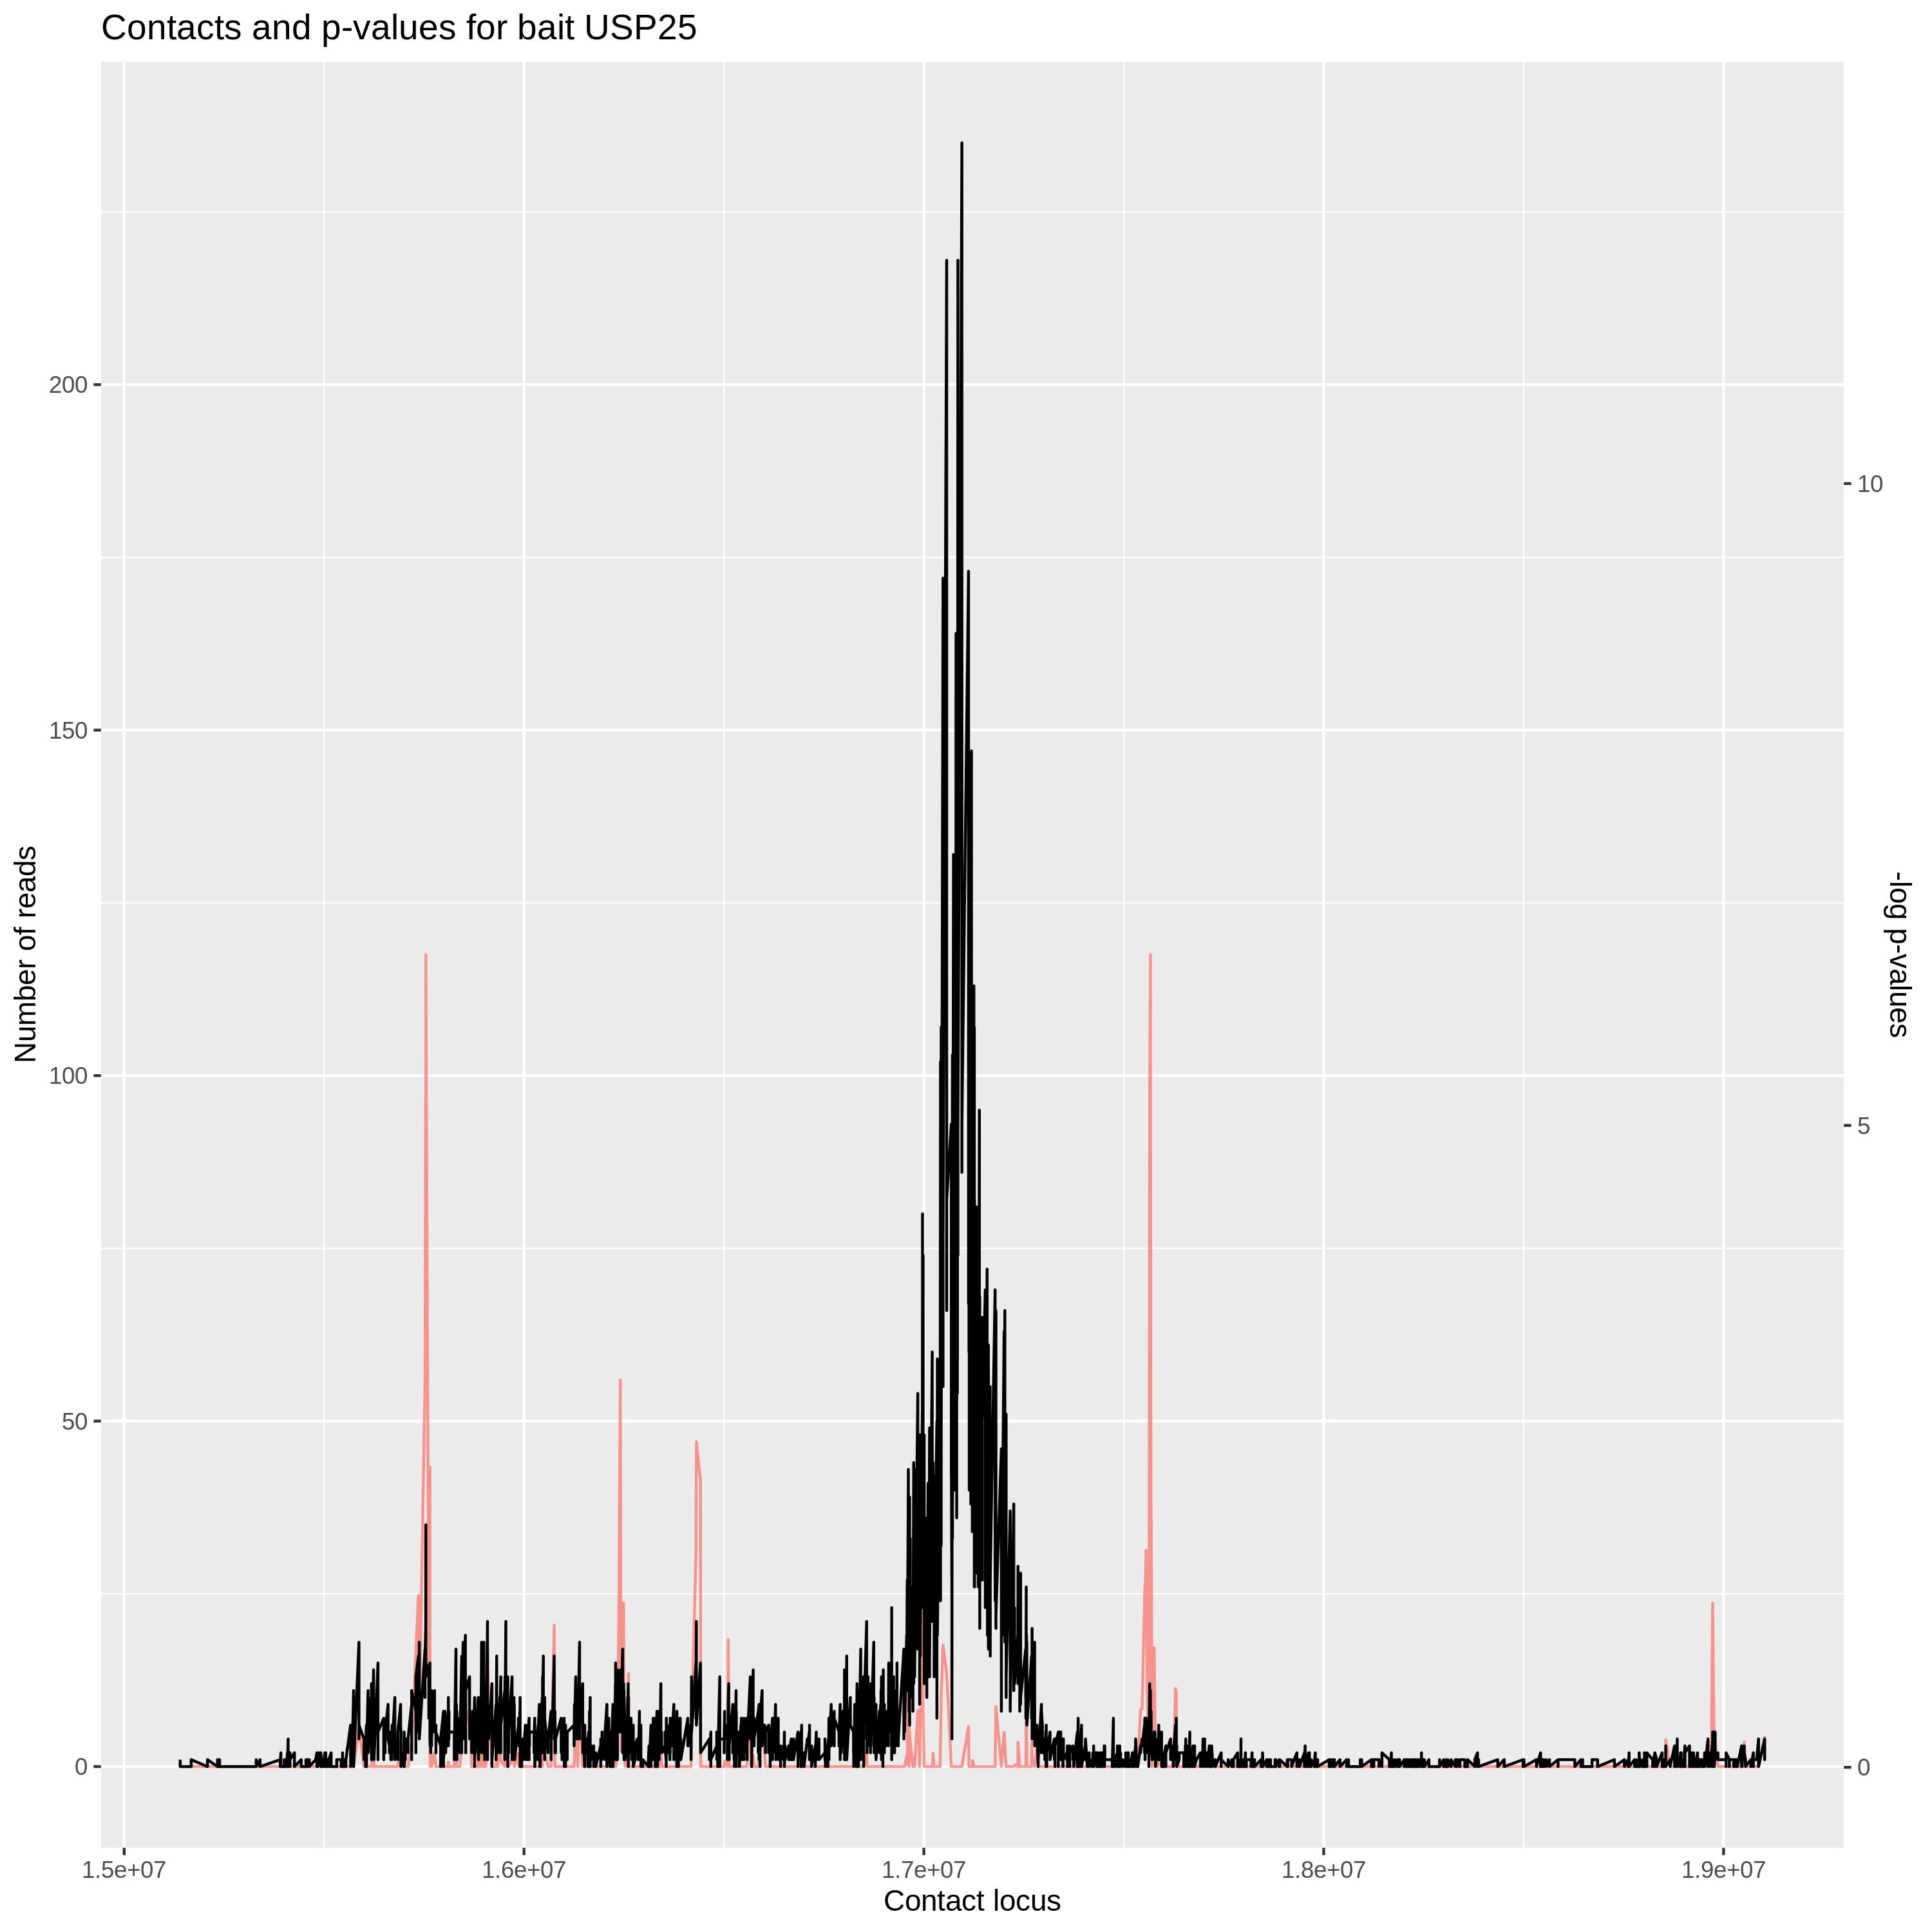 Contacts and p-values for bait USP25
Number of reads
200
150
100
50
0
10
5
0
-log p-values
1.5e+07
1.6e+07
1.7e+07
1.8e+07
1.9e+07
Contact locus